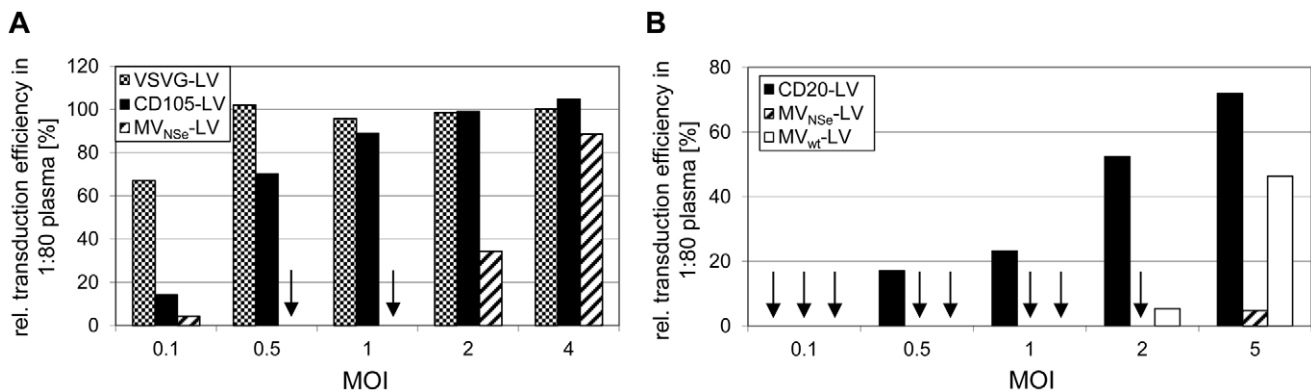 A
rel. transduction efficiency in
1:80 plasma [%]
120
100
80
60
40
20
0
VSVG-LV
CD105-LV
MVNSe-LV
0.1 0.5 1 2 4
MOI
B
rel. transduction efficiency in
1:80 plasma [%]
80
60
40
20
0
CD20-LV
MVNSe-LV
MVwt-LV
0.1 0.5 1 2 5
MOI